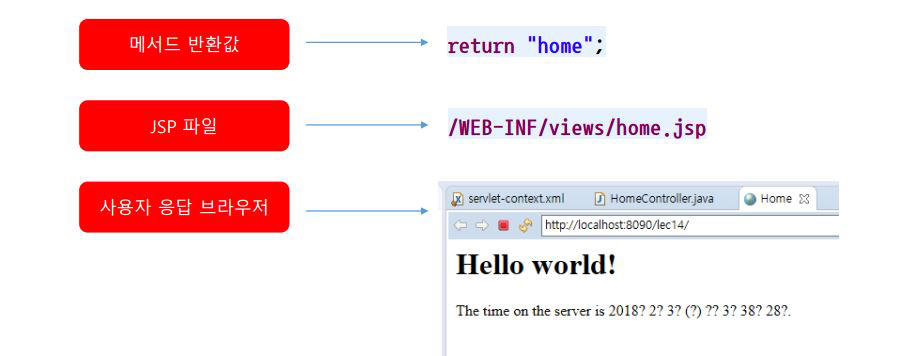 메서드 반환값
return "home";
JSP 파일
/WEB-INF/views/home.jsp
사용자 응답 브라우저
servlet-context.xml HomeController.java Home
http://localhost:8090/lec14/
Hello world!
The time on the server is 2018? 2? 3? (?) ?? 3? 38? 28?.